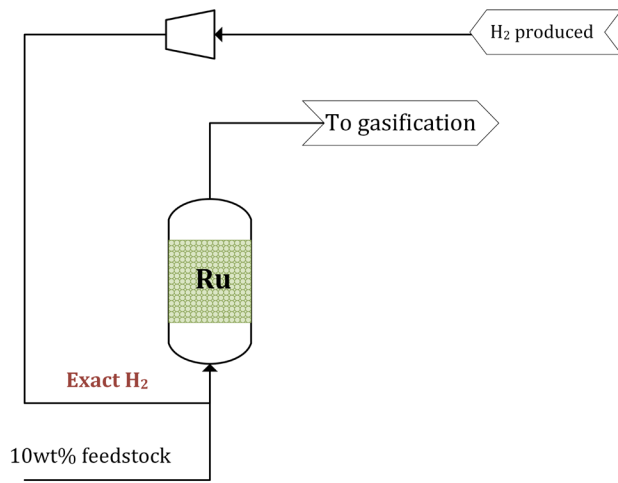 H₂ produced
To gasification
Ru
Exact H₂
10wt% feedstock